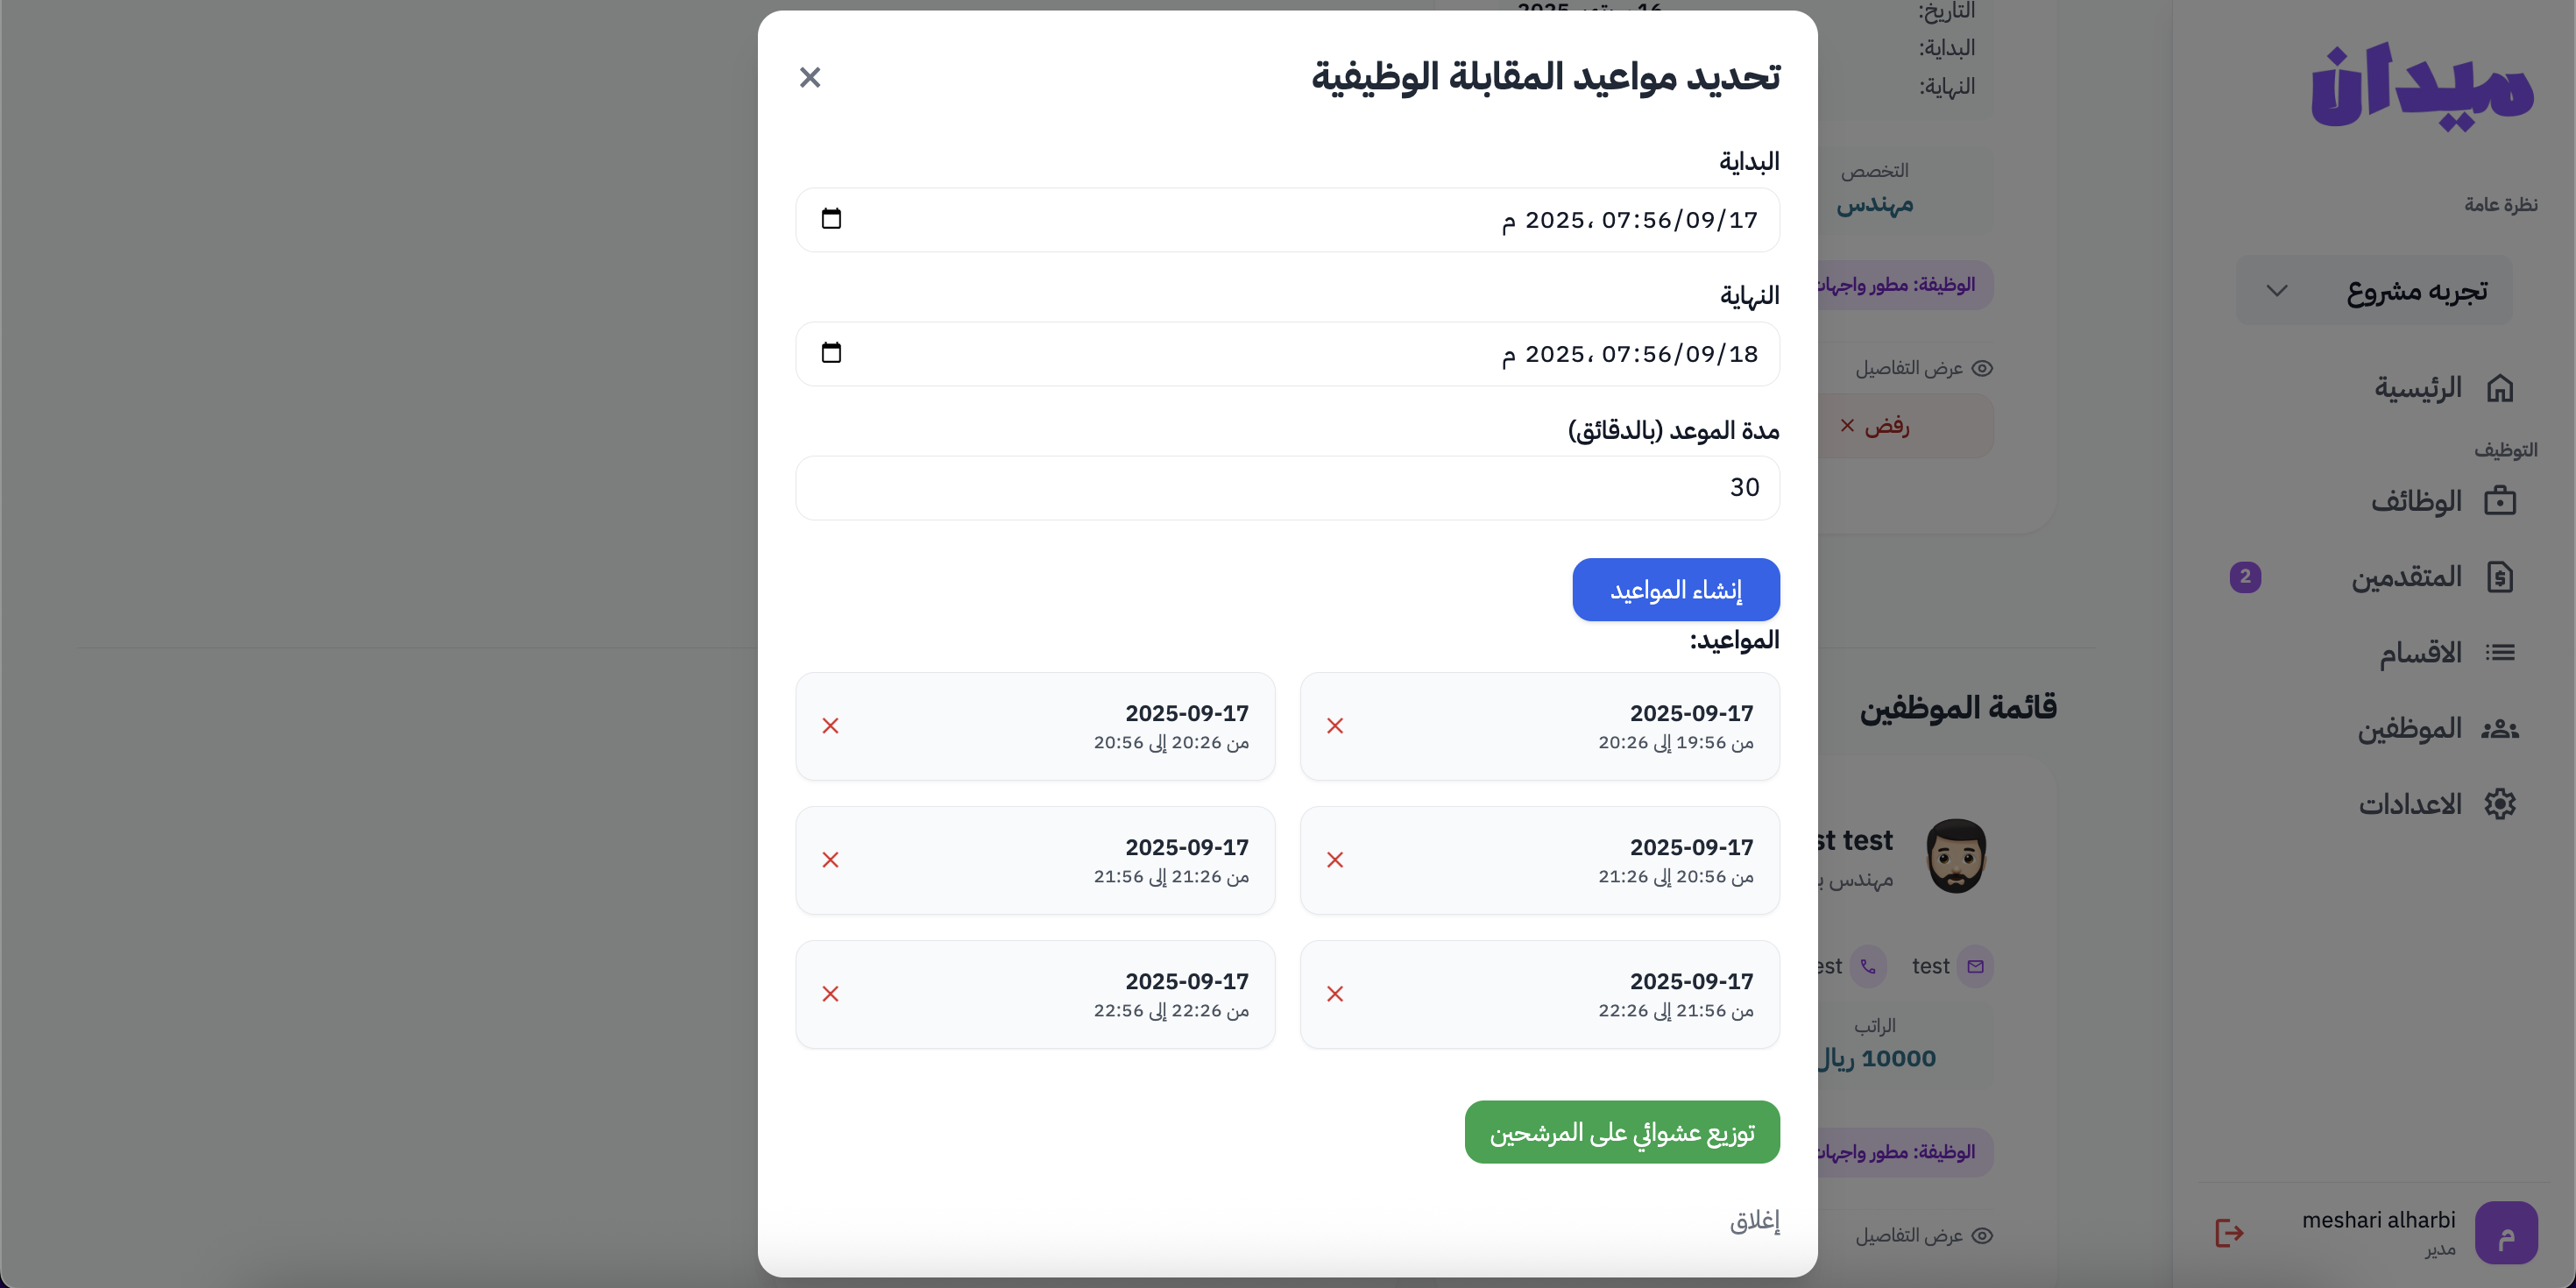 ميدان
نظرة عامة
تجربه مشروع
الرئيسية
التوظيف
الوظائف
المتقدمين
2
الاقسام
الموظفين
الاعدادات
meshari alharbi
مدير
م
التاريخ:
البداية:
النهاية:
التخصص
مهندس
الوظيفة: مطور واجهات
عرض التفاصيل
رفض
قائمة الموظفين
test
مهندس
test
الراتب
10000 ريال
الوظيفة: مطور واجهات
عرض التفاصيل
تحديد مواعيد المقابلة الوظيفية
البداية
17/09/2025، 07:56 م
النهاية
18/09/2025، 07:56 م
مدة الموعد (بالدقائق)
30
إنشاء المواعيد
المواعيد:
2025-09-17
من 19:56 إلى 20:26
2025-09-17
من 20:26 إلى 20:56
2025-09-17
من 20:56 إلى 21:26
2025-09-17
من 21:26 إلى 21:56
2025-09-17
من 21:56 إلى 22:26
2025-09-17
من 22:26 إلى 22:56
توزيع عشوائي على المرشحين
إغلاق